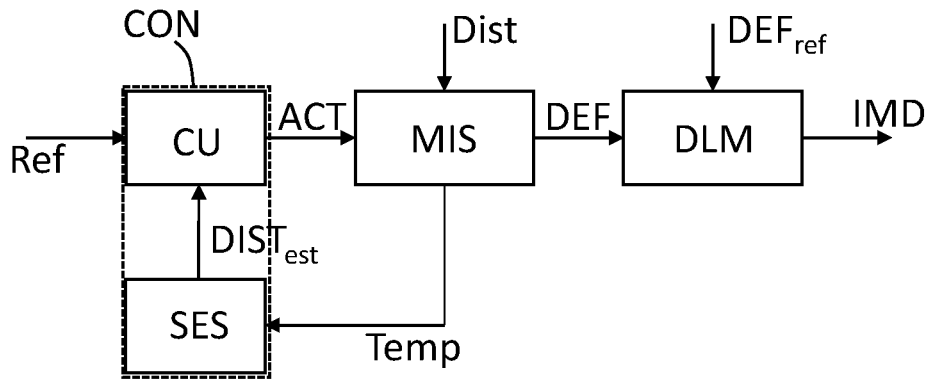 CON
Dist
DEFref
Ref
CU
ACT
MIS
DEF
DLM
IMD
DISTest
SES
Temp